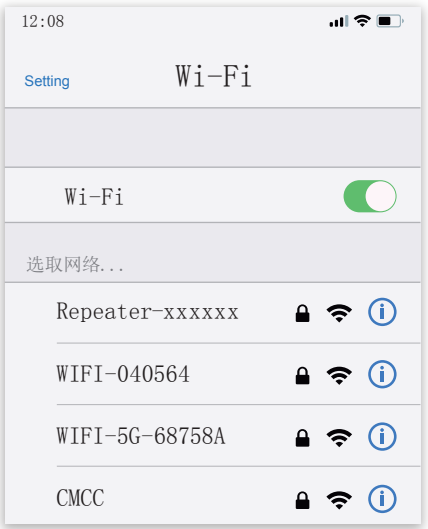 12:08
Setting Wi-Fi
Wi-Fi
选取网络...
Repeater-xxxxxx
WIFI-040564
WIFI-5G-68758A
CMCC